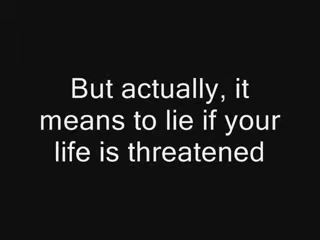 But actually, it
means to lie if your
life is threatened